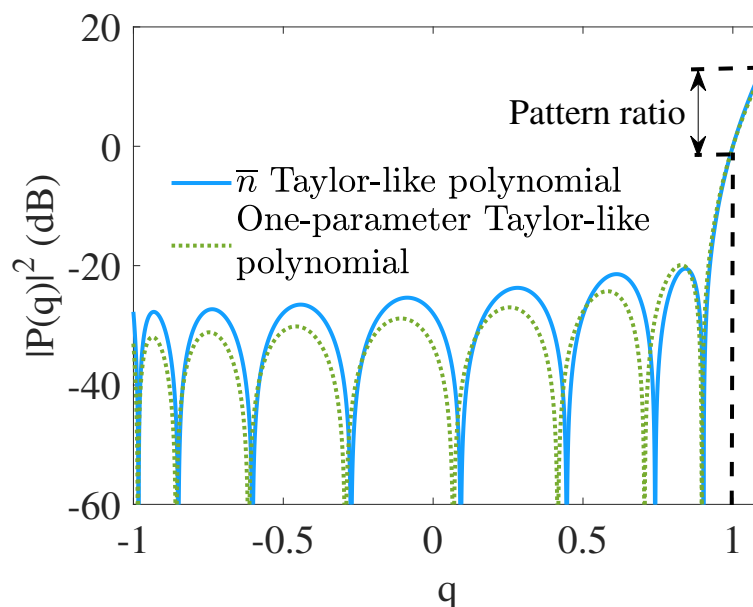 20
0
-20
-40
-60
|P(q)|² (dB)
Pattern ratio
n̅ Taylor-like polynomial
One-parameter Taylor-like
polynomial
-1 -0.5 0 0.5 1
q